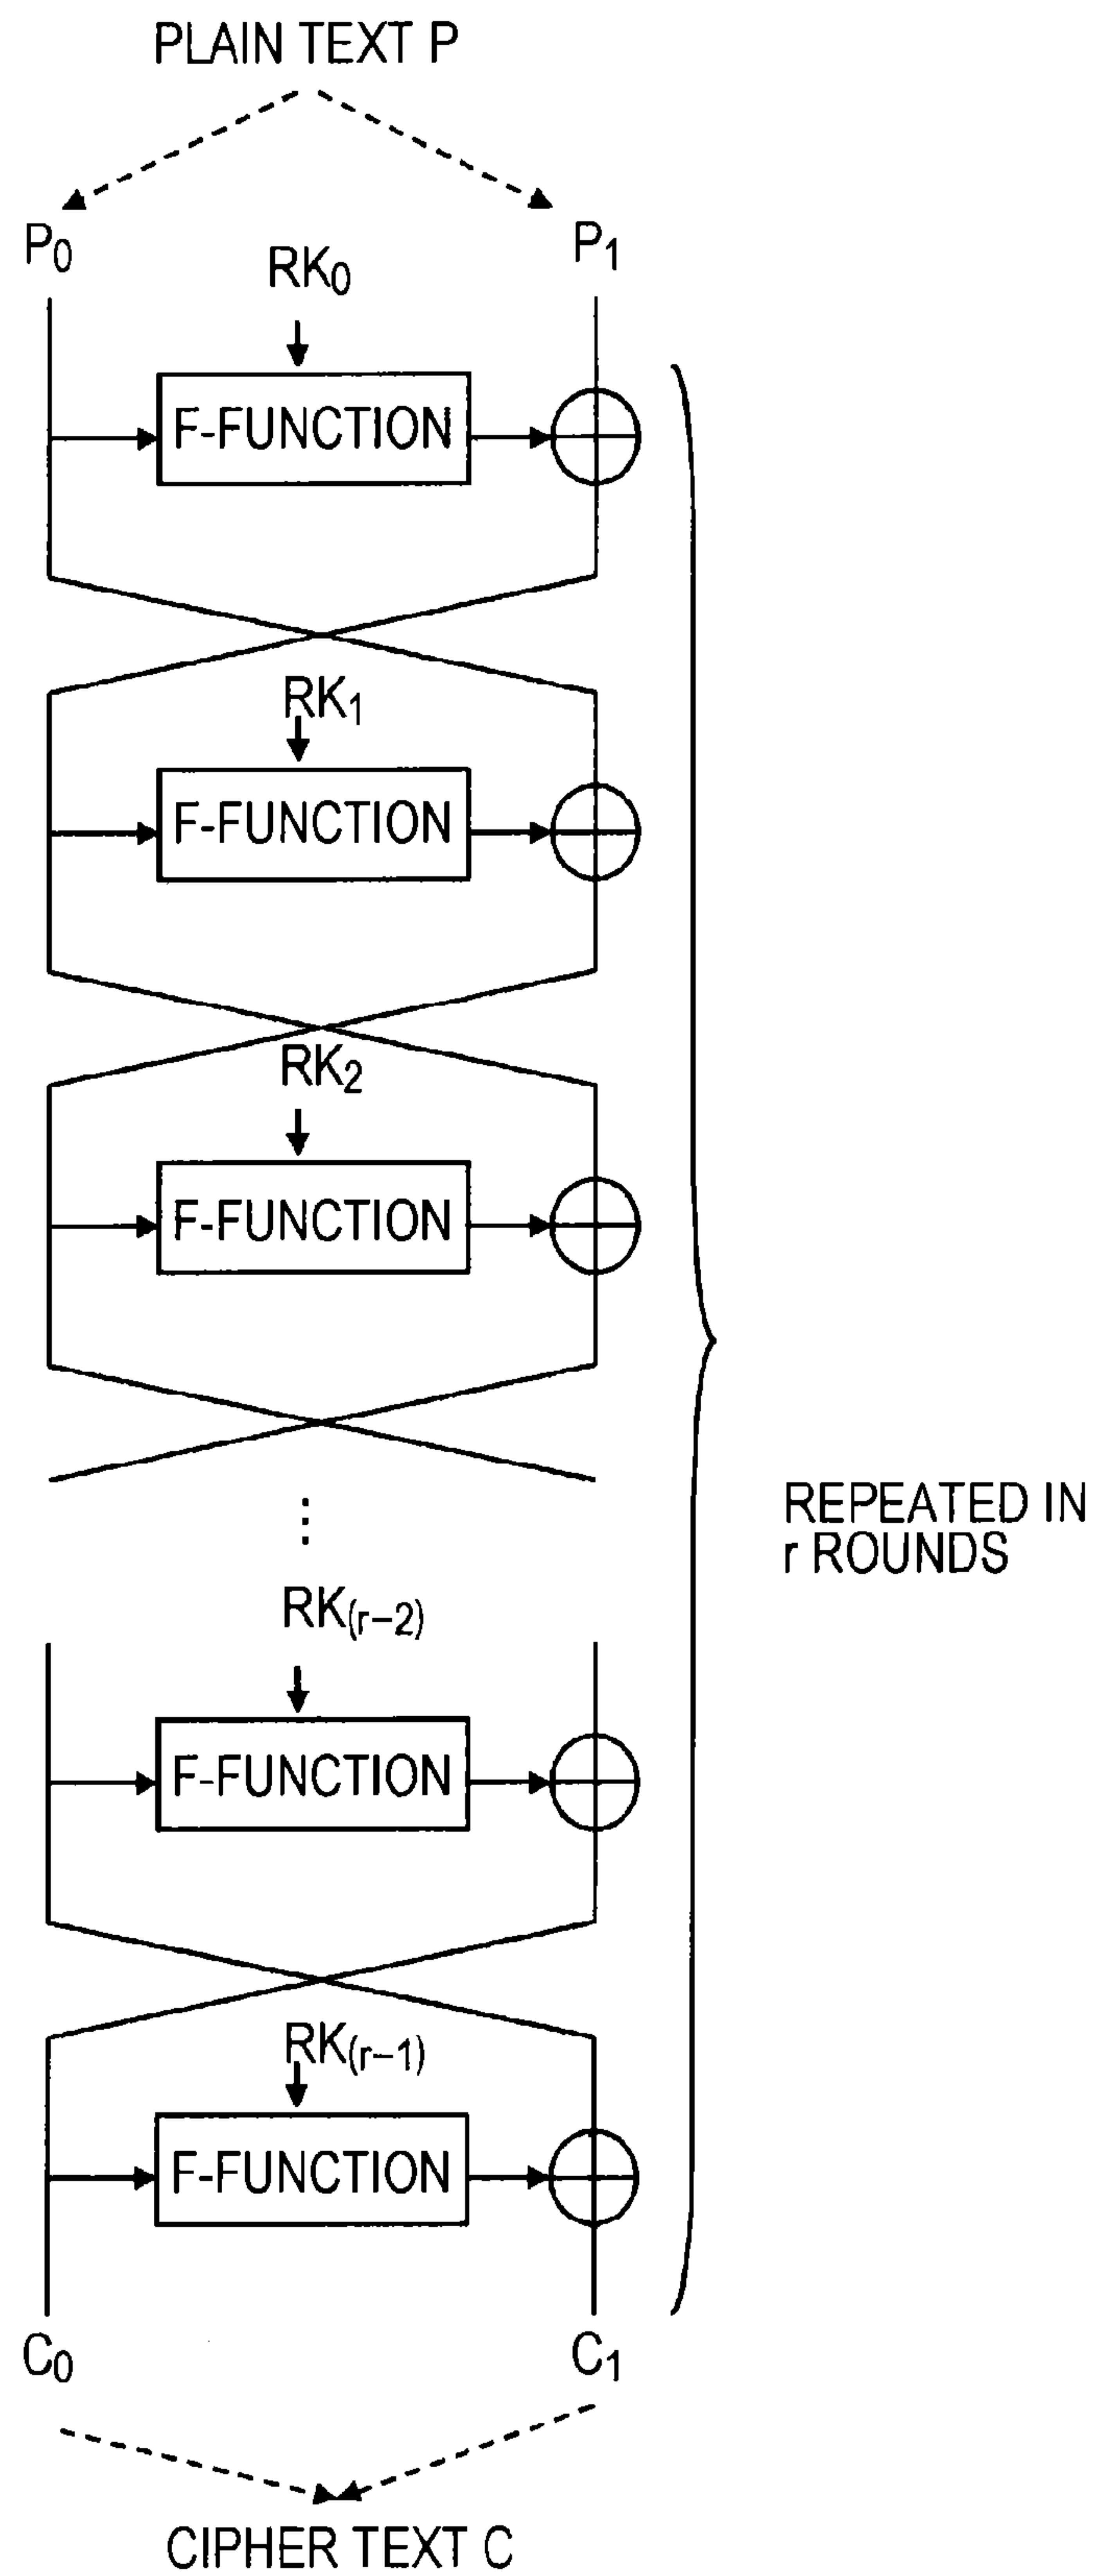 PLAIN TEXT P
P₀ P₁
RK₀
F-FUNCTION
RK₁
F-FUNCTION
RK₂
F-FUNCTION
⋮
REPEATED IN
r ROUNDS
RK₍r₋₂₎
F-FUNCTION
RK₍r₋₁₎
F-FUNCTION
C₀ C₁
CIPHER TEXT C